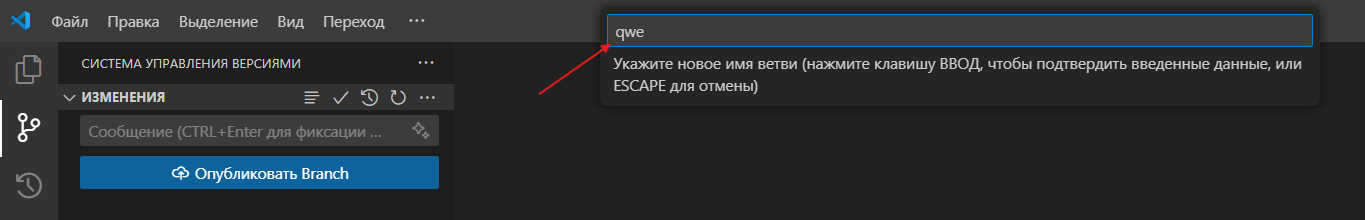 Файл Правка Выделение Вид Переход ...
qwe
Укажите новое имя ветви (нажмите клавишу ВВОД, чтобы подтвердить введенные данные, или
ESCAPE для отмены)
СИСТЕМА УПРАВЛЕНИЯ ВЕРСИЯМИ ...
ИЗМЕНЕНИЯ ...
Сообщение (CTRL+Enter для фиксации ...
Опубликовать Branch